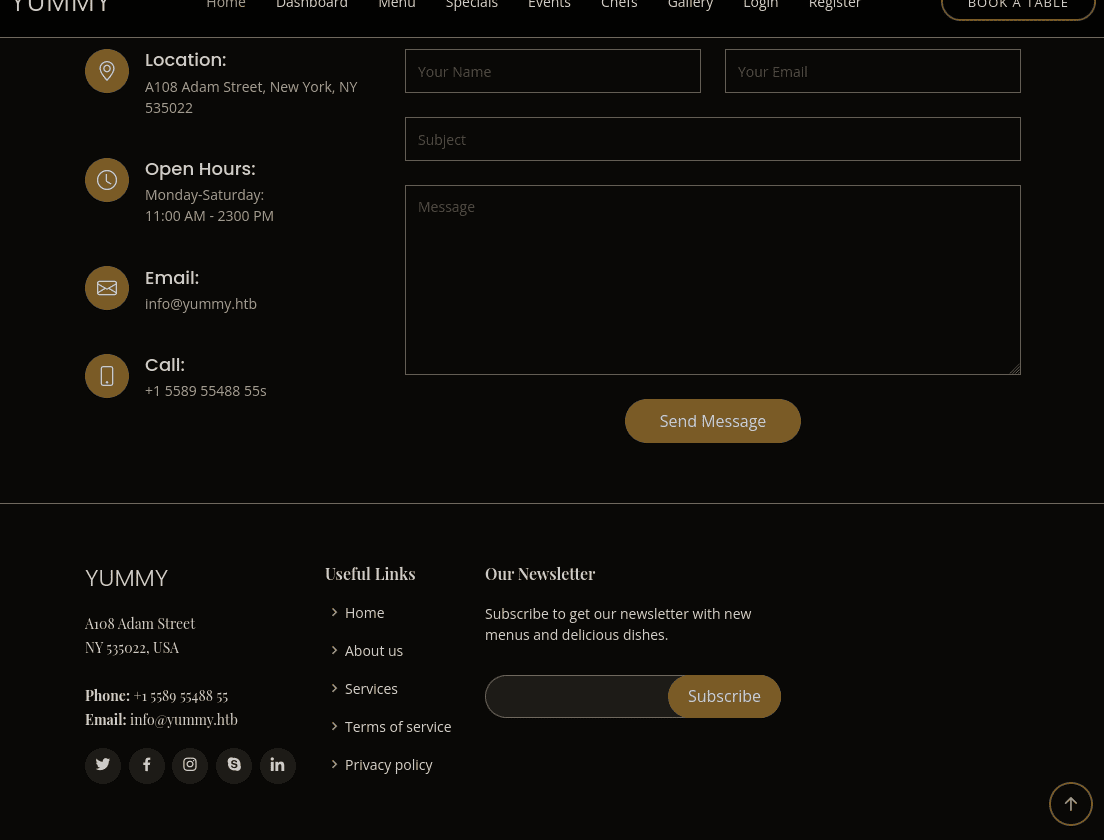 YUMMY
Home Dashboard Menu Specials Events Chefs Gallery Login Register BOOK A TABLE
Location:
A108 Adam Street, New York, NY
535022
Open Hours:
Monday-Saturday:
11:00 AM - 2300 PM
Email:
info@yummy.htb
Call:
+1 5589 55488 55s
Your Name
Your Email
Subject
Message
Send Message
YUMMY
A108 Adam Street
NY 535022, USA
Phone: +1 5589 55488 55
Email: info@yummy.htb
Useful Links
Home
About us
Services
Terms of service
Privacy policy
Our Newsletter
Subscribe to get our newsletter with new
menus and delicious dishes.
Subscribe